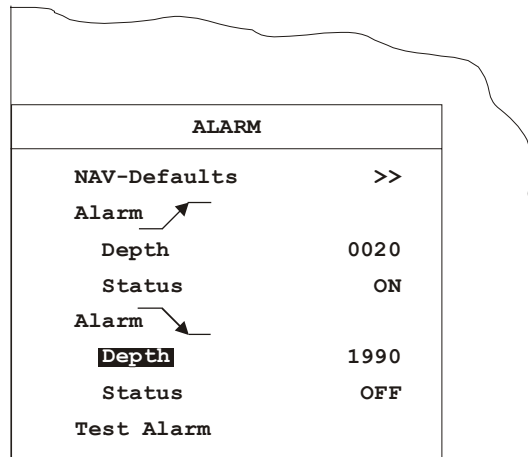 ALARM
NAV-Defaults >>
Alarm
Depth 0020
Status ON
Alarm
Depth 1990
Status OFF
Test Alarm